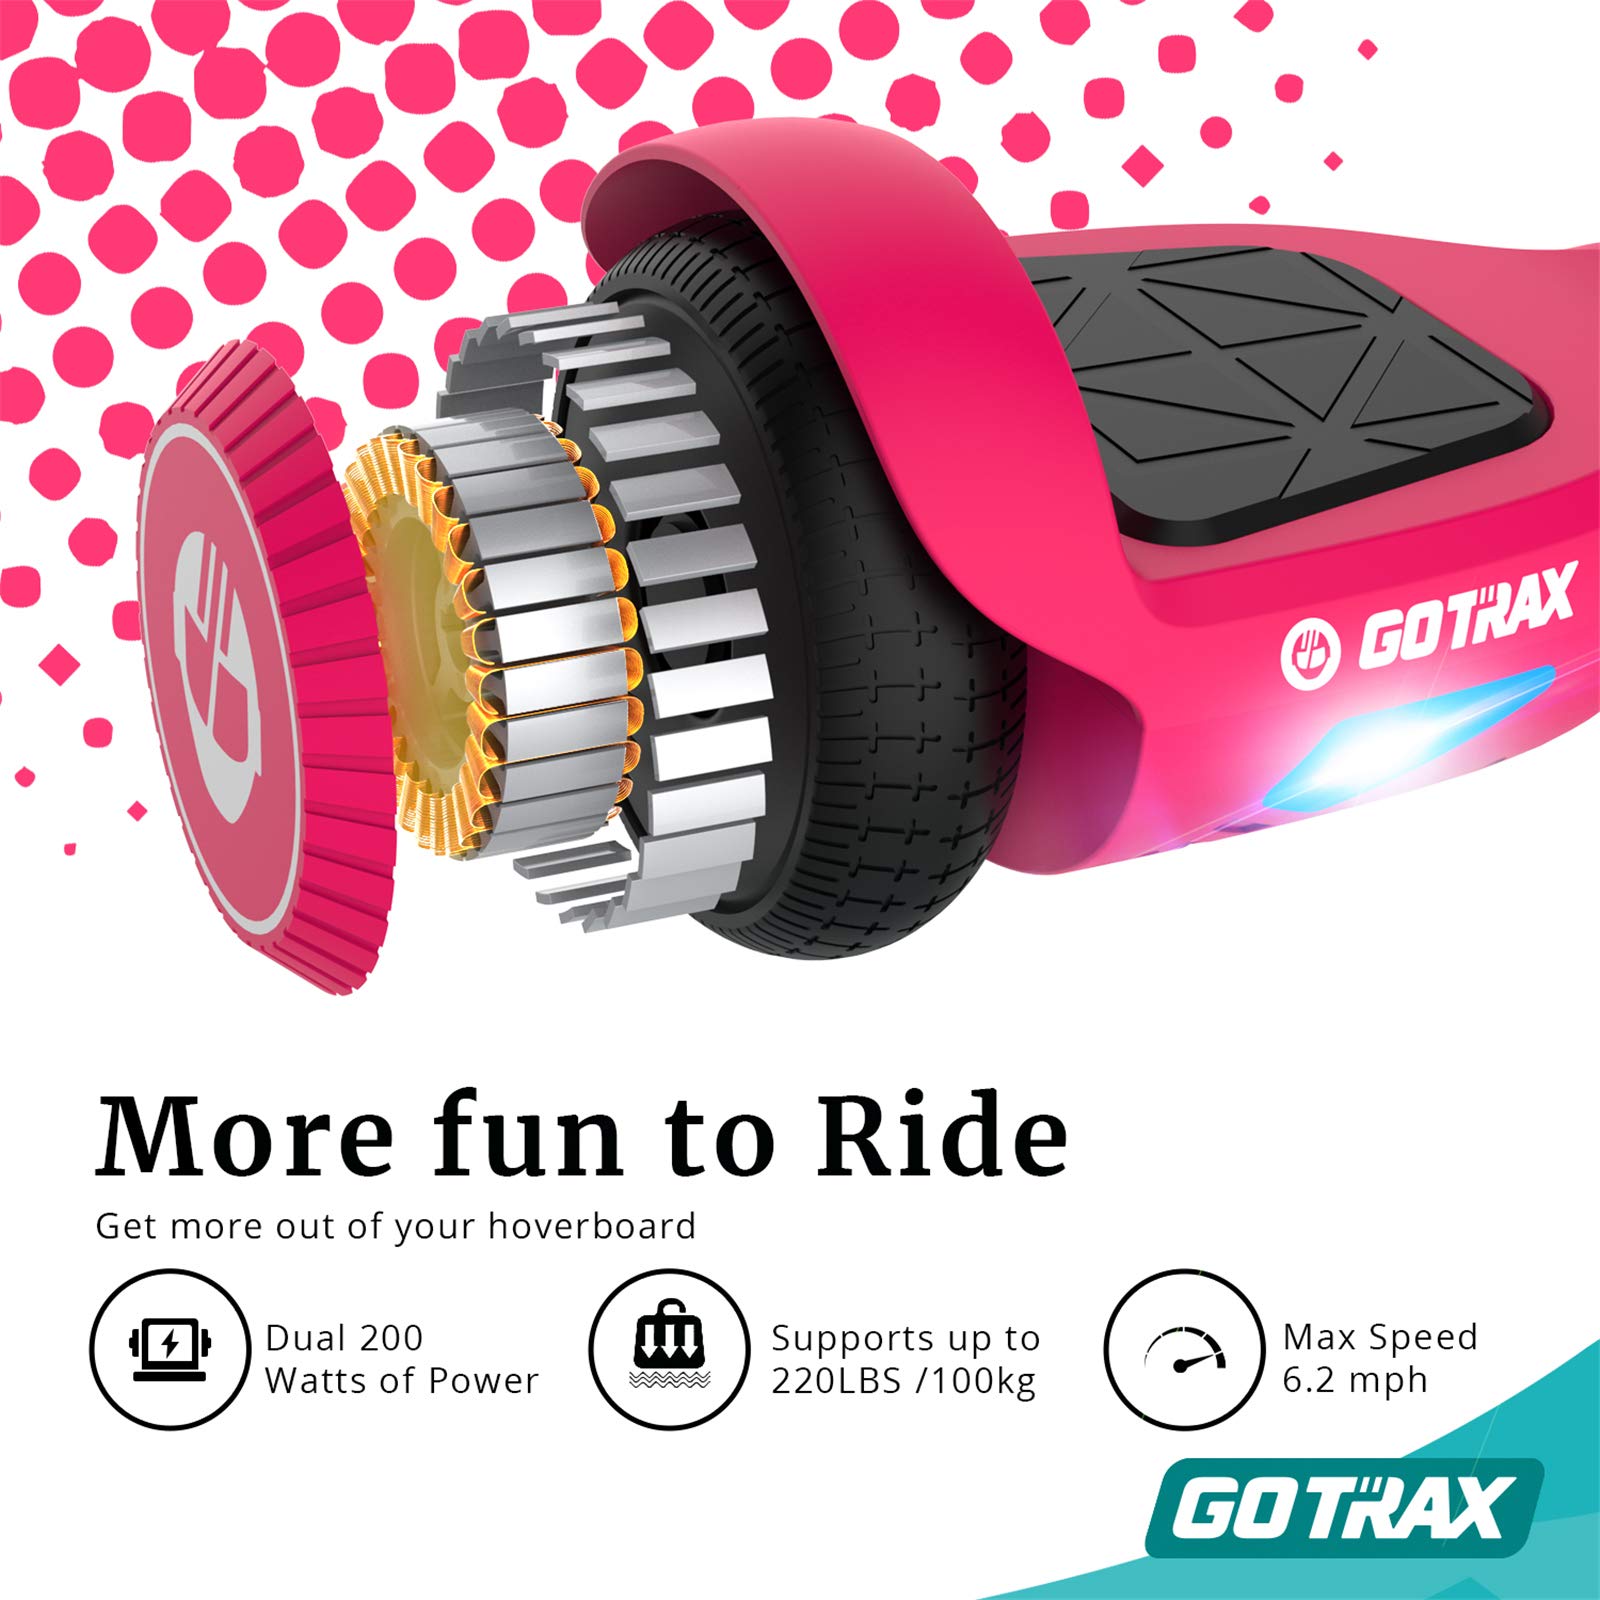 GOTRAX
More fun to Ride
Get more out of your hoverboard
Dual 200
Watts of Power
Supports up to
220LBS /100kg
Max Speed
6.2 mph
GOTRAX